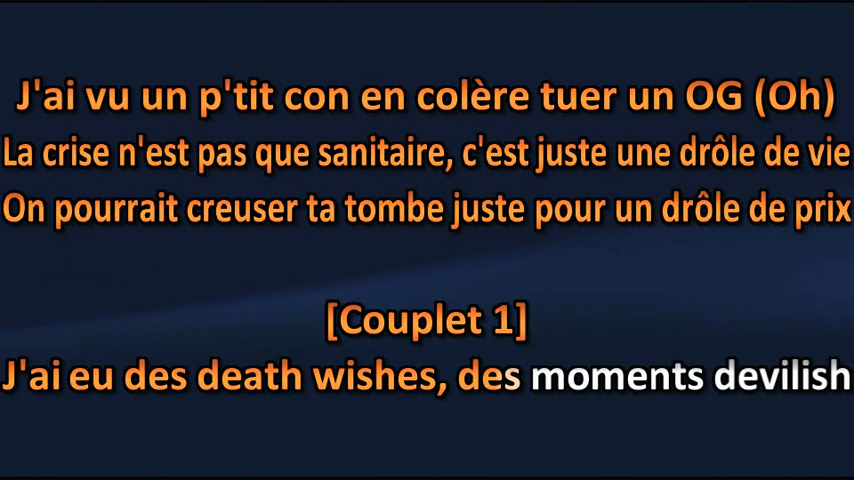 J'ai vu un p'tit con en colère tuer un OG (Oh)
La crise n'est pas que sanitaire, c'est juste une drôle de vie
On pourrait creuser ta tombe juste pour un drôle de prix
[Couplet 1]
J'ai eu des death wishes, des moments devilish